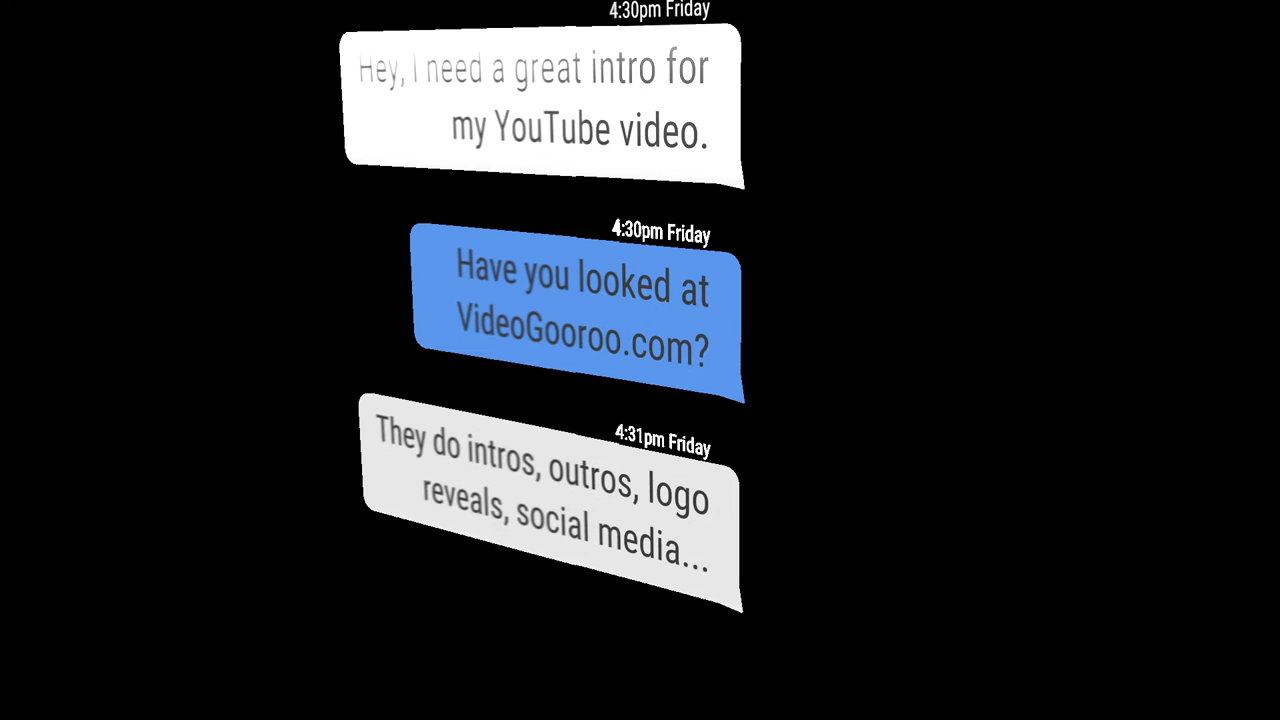 4:30pm Friday
Hey, I need a great intro for
my YouTube video.
4:30pm Friday
Have you looked at
VideoGooroo.com?
4:31pm Friday
They do intros, outros, logo
reveals, social media...